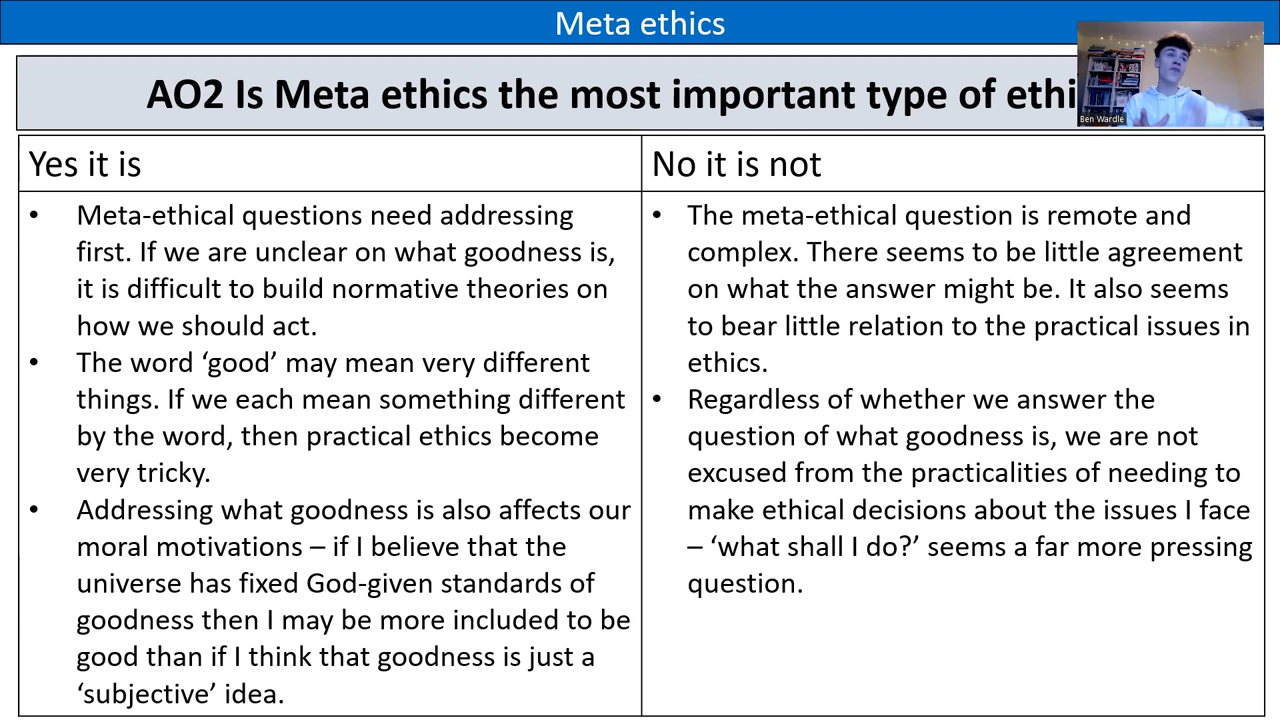 Meta ethics
AO2 Is Meta ethics the most important type of ethi
Ben Wardle
Yes it is
No it is not
• Meta-ethical questions need addressing
first. If we are unclear on what goodness is,
it is difficult to build normative theories on
how we should act.
• The word ‘good’ may mean very different
things. If we each mean something different
by the word, then practical ethics become
very tricky.
• Addressing what goodness is also affects our
moral motivations – if I believe that the
universe has fixed God-given standards of
goodness then I may be more included to be
good than if I think that goodness is just a
‘subjective’ idea.
• The meta-ethical question is remote and
complex. There seems to be little agreement
on what the answer might be. It also seems
to bear little relation to the practical issues in
ethics.
• Regardless of whether we answer the
question of what goodness is, we are not
excused from the practicalities of needing to
make ethical decisions about the issues I face
– ‘what shall I do?’ seems a far more pressing
question.